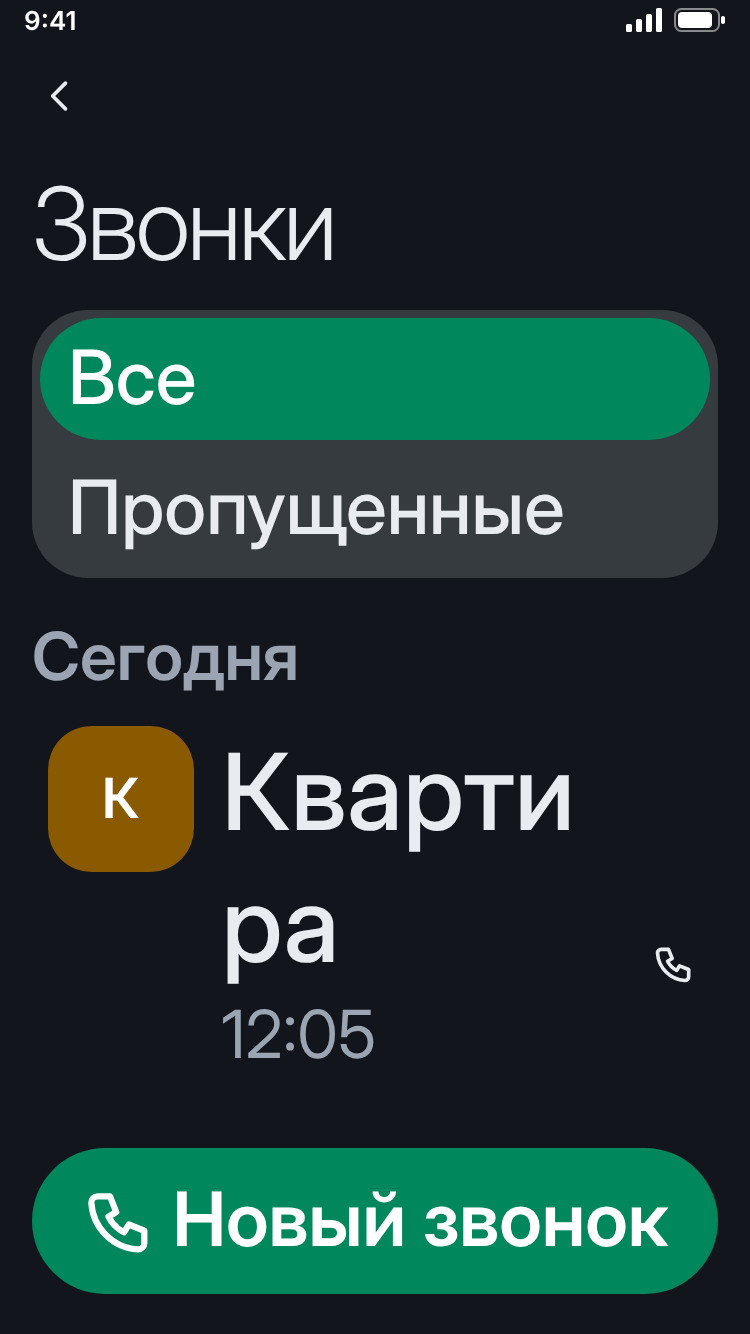 9:41
Звонки
Все
Пропущенные
Сегодня
К
Кварти
ра
12:05
Новый звонок